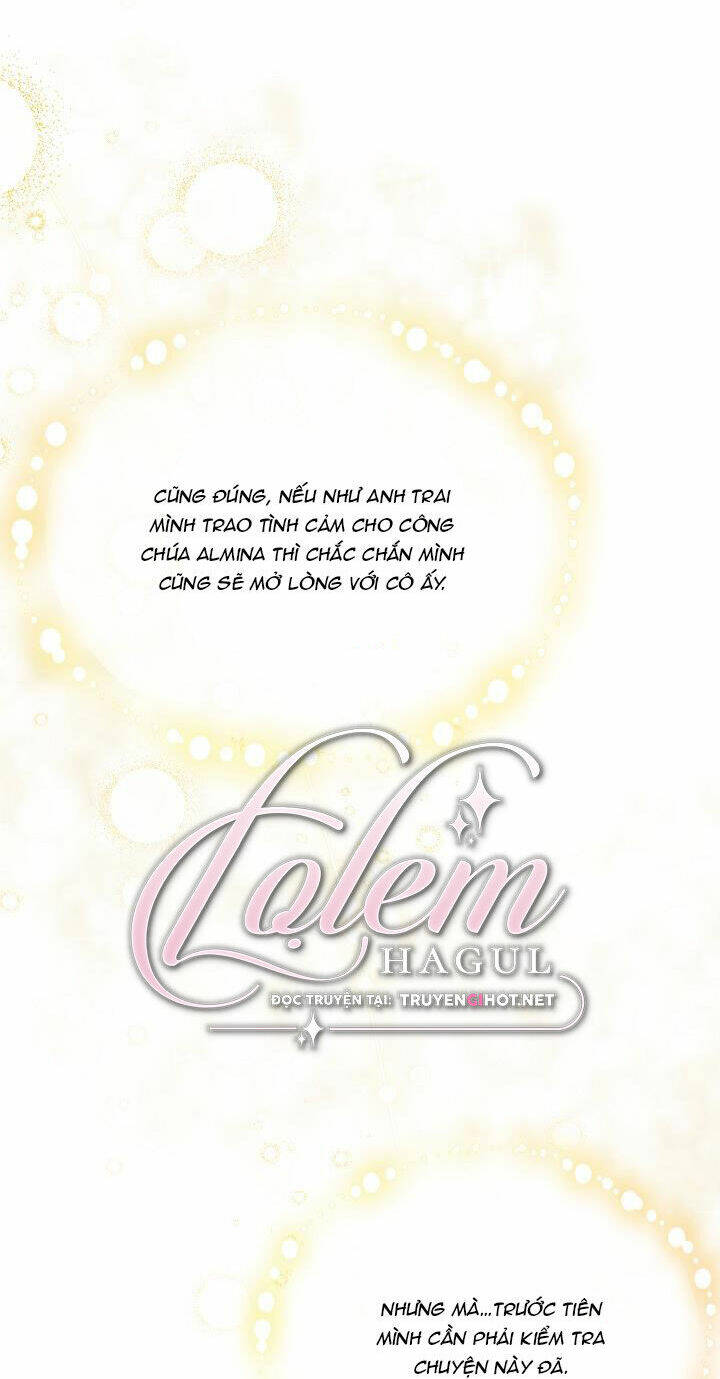 CŨNG ĐÚNG, NẾU NHƯ ANH TRAI
MÌNH TRAO TÌNH CẢM CHO CÔNG
CHÚA ALMINA THÌ CHẮC CHẮN MÌNH
CŨNG SẼ MỞ LÒNG VỚI CÔ ẤY.
Lọlem
HAGUL
ĐỌC TRUYỆN TẠI: TRUYENGIHOT.NET
NHƯNG MÀ...TRƯỚC TIÊN
MÌNH CẦN PHẢI KIỂM TRA
CHUYỆN NÀY ĐÃ.